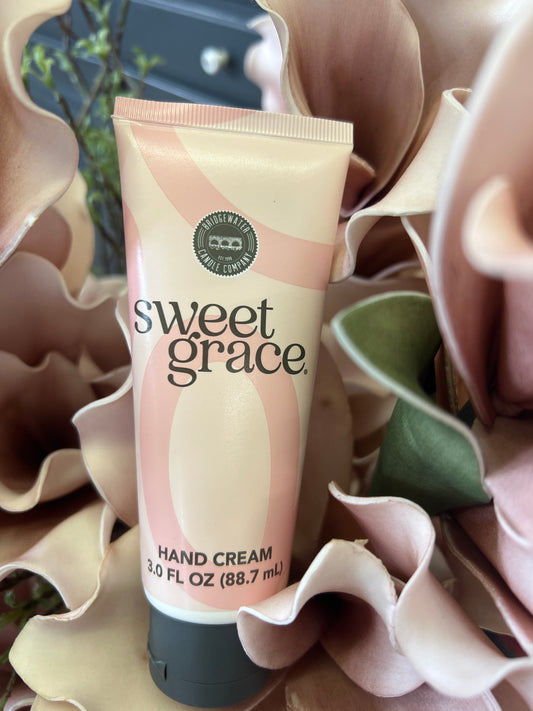 BRIDGEWATER
CANDLE COMPANY
sweet
grace®
HAND CREAM
3.0 FL OZ (88.7 mL)